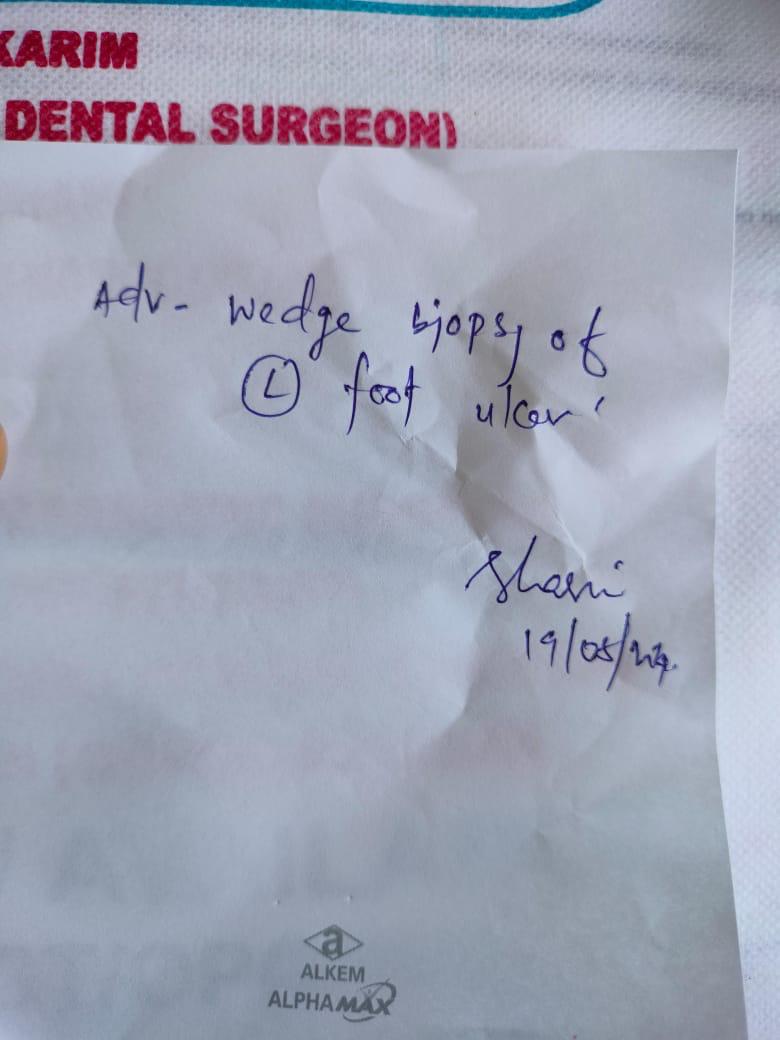 KARIM
DENTAL SURGEON)
Adv - wedge biopsy of
Ⓛ foot ulcer
19/05/24
a
ALKEM
ALPHAMAX